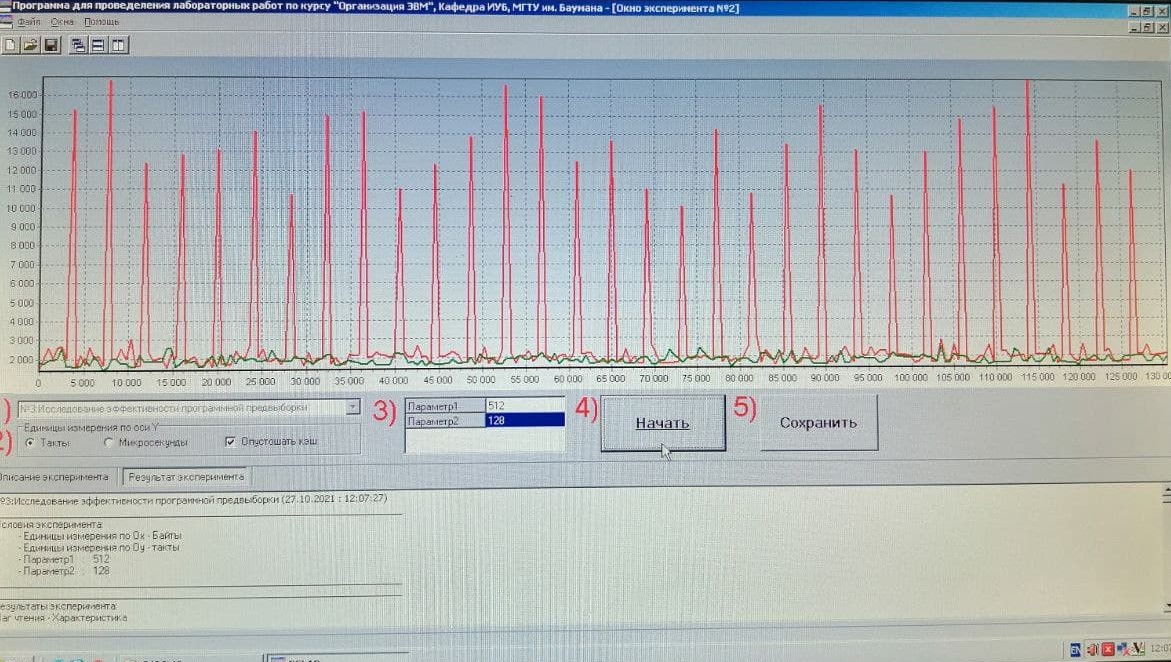 Программа для проведения лабораторных работ по курсу "Организация ЭВМ", Кафедра ИУ6, МГТУ им. Баумана - [Окно эксперимента №2]
Файл Окна Помощь
16 000
15 000
14 000
13 000
12 000
11 000
10 000
9 000
8 000
7 000
6 000
5 000
4 000
3 000
2 000
0 5 000 10 000 15 000 20 000 25 000 30 000 35 000 40 000 45 000 50 000 55 000 60 000 65 000 70 000 75 000 80 000 85 000 90 000 95 000 100 000 105 000 110 000 115 000 120 000 125 000 130 00
) №3:Исследование эффективности программной предвыборки
Единицы измерения по оси Y
2) Такты Микросекунды Опустошать кэш
3) Параметр1 512
Параметр2 128
4) Начать
5) Сохранить
писание эксперимента Результат эксперимента
№3:Исследование эффективности программной предвыборки (27.10.2021 : 12:07:27)
словия эксперимента:
- Единицы измерения по Ox - Байты
- Единицы измерения по Oy - такты
- Параметр1 : 512
- Параметр2 : 128
езультаты эксперимента:
аг чтения - Характеристика
EN 12:0